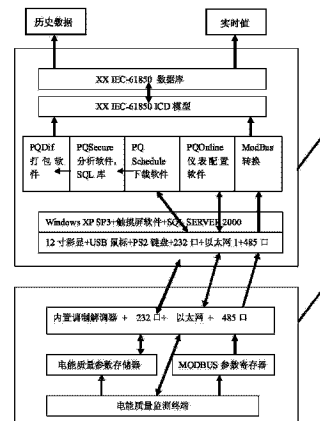 历史数据
实时值
XX IEC-61850 数据库
XX IEC-61850 ICD 模型
PQDif 打包软件
PQSecure 分析软件, SQL 库
PQ Schedule 下载软件
PQOnline 仪表配置软件
ModBus 转换
Windows XP SP3+触摸屏软件+SQL SERVER 2000
12 寸彩显+USB 鼠标+PS2 键盘+232 口+以太网 1+485 口
内置调制解调器 + 232 口+ 以太网 + 485 口
电能质量参数存储器
MODBUS 参数寄存器
电能质量监测终端